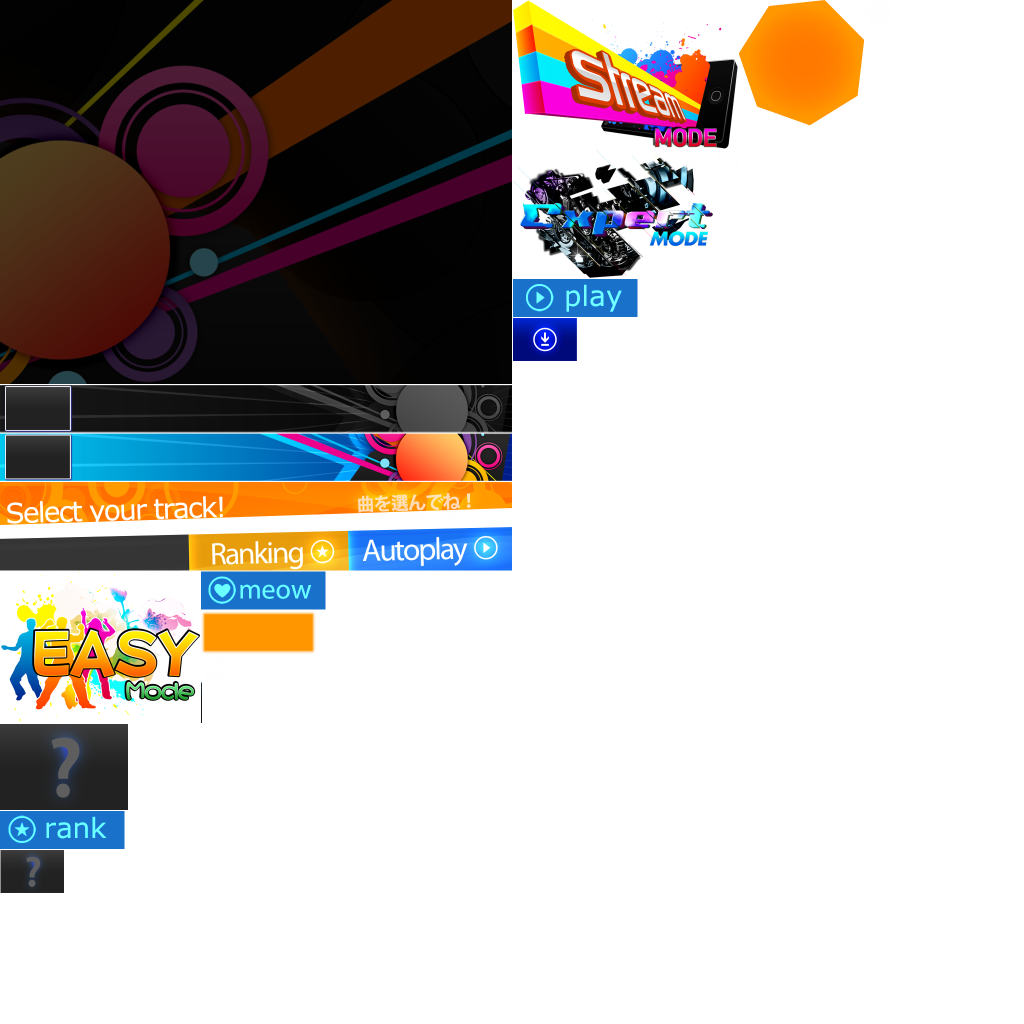 Stream
MODE
Expert
MODE
play
Select your track!
曲を選んでね！
Ranking
Autoplay
EASY
Mode
meow
?
rank
?